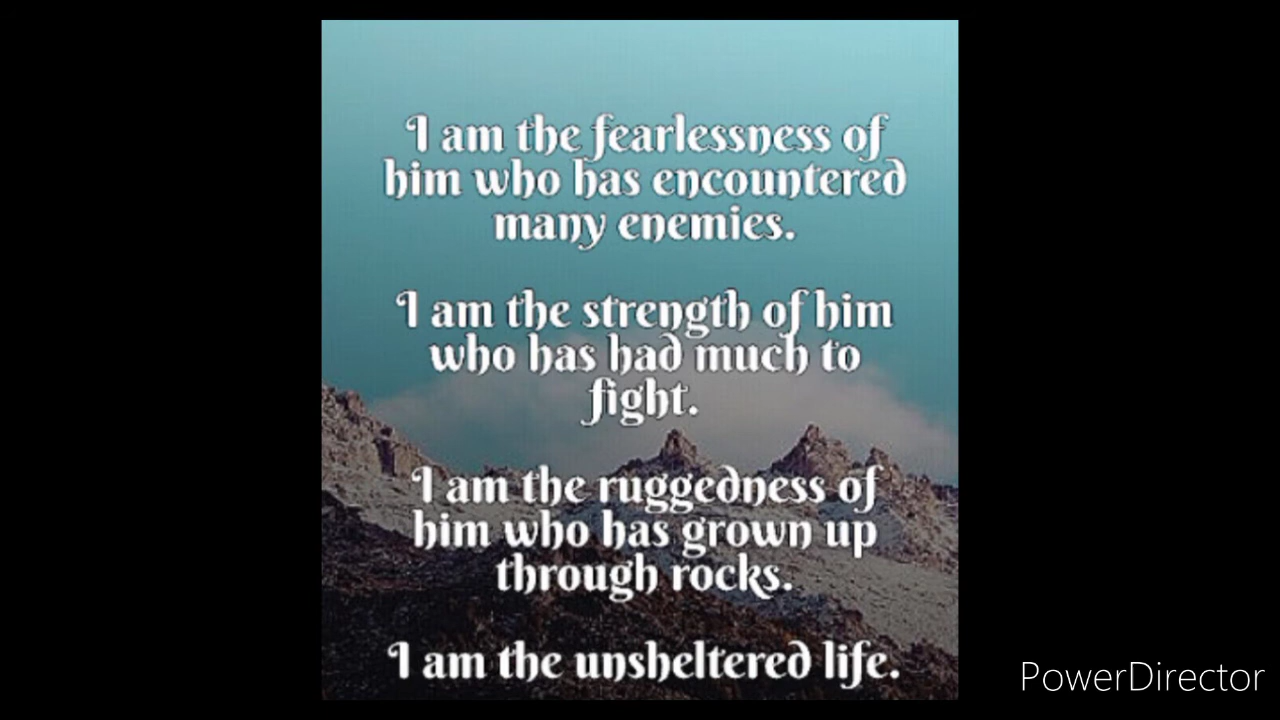 I am the fearlessness of
him who has encountered
many enemies.
I am the strength of him
who has had much to
fight.
I am the ruggedness of
him who has grown up
through rocks.
I am the unsheltered life.
PowerDirector